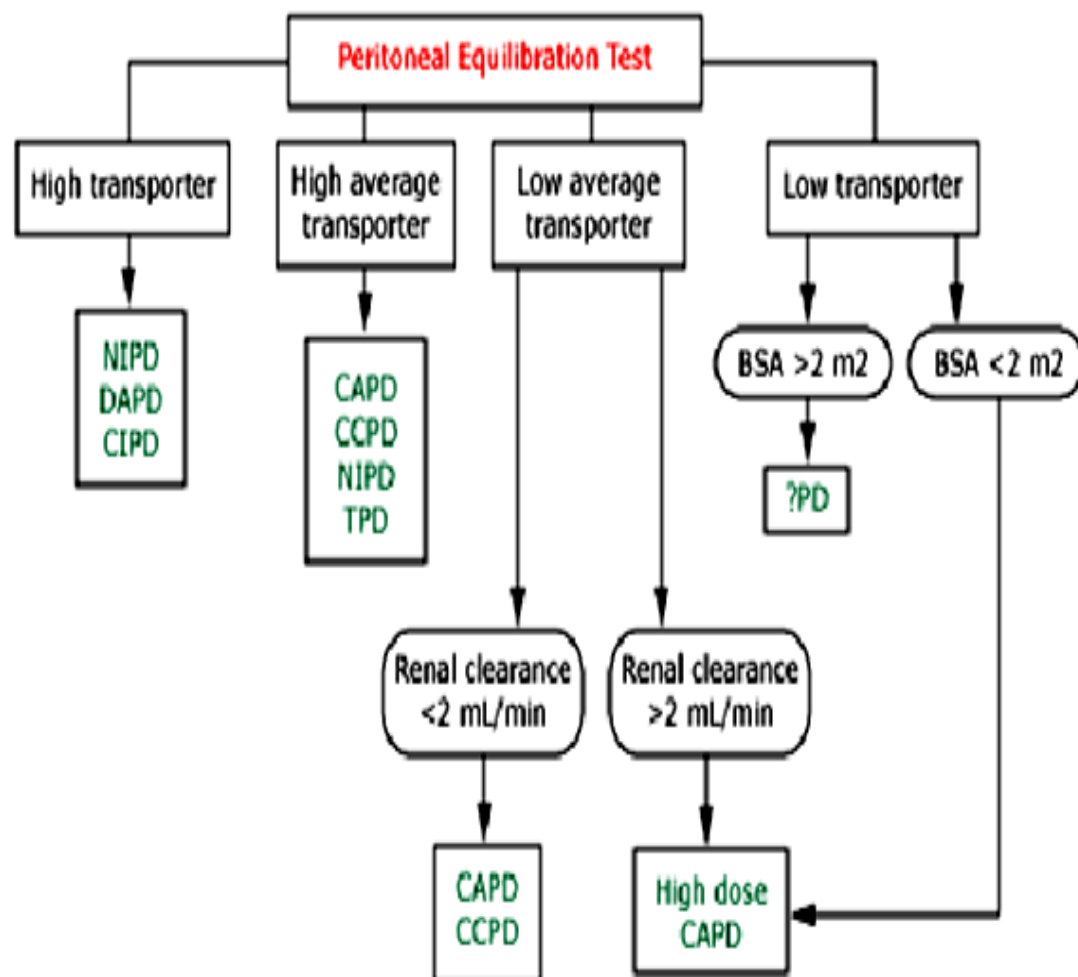 Peritoneal Equilibration Test
High transporter
High average
transporter
Low average
transporter
Low transporter
NIPD
DAPD
CIPD
CAPD
CCPD
NIPD
TPD
BSA >2 m2
BSA <2 m2
?PD
Renal clearance
<2 mL/min
Renal clearance
>2 mL/min
CAPD
CCPD
High dose
CAPD